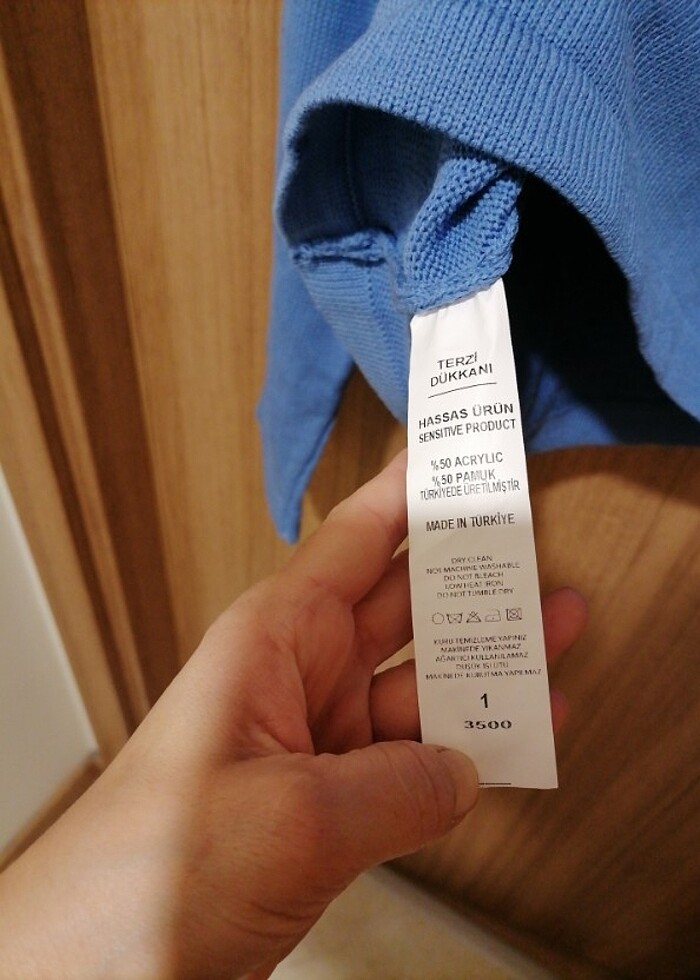 TERZİ
DÜKKANI
HASSAS ÜRÜN
SENSITIVE PRODUCT
%50 ACRYLIC
%50 PAMUK
TÜRKİYEDE ÜRETİLMİŞTİR
MADE IN TÜRKİYE
DRY CLEAN
NOT MACHINE WASHABLE
DO NOT BLEACH
LOW HEAT IRON
DO NOT TUMBLE DRY
KURU TEMİZLEME YAPINIZ
MAKİNEDE YIKANMAZ
AĞARTICI KULLANILAMAZ
DÜŞÜK ISI ÜTÜ
MAKİNEDE KURUTMA YAPILMAZ
1
3500